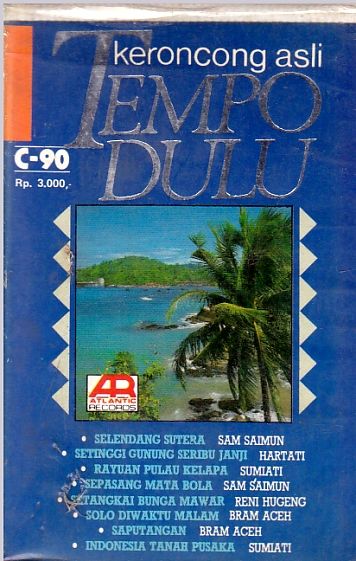 keroncong asli
TEMPO
DULU
C-90
Rp. 3.000,-
AR
ATLANTIC
RECORDS
• SELENDANG SUTERA SAM SAIMUN
• SETINGGI GUNUNG SERIBU JANJI HARTATI
• RAYUAN PULAU KELAPA SUMIATI
• SEPASANG MATA BOLA SAM SAIMUN
• SETANGKAI BUNGA MAWAR RENI HUGENG
• SOLO DIWAKTU MALAM BRAM ACEH
• SAPUTANGAN BRAM ACEH
• INDONESIA TANAH PUSAKA SUMIATI